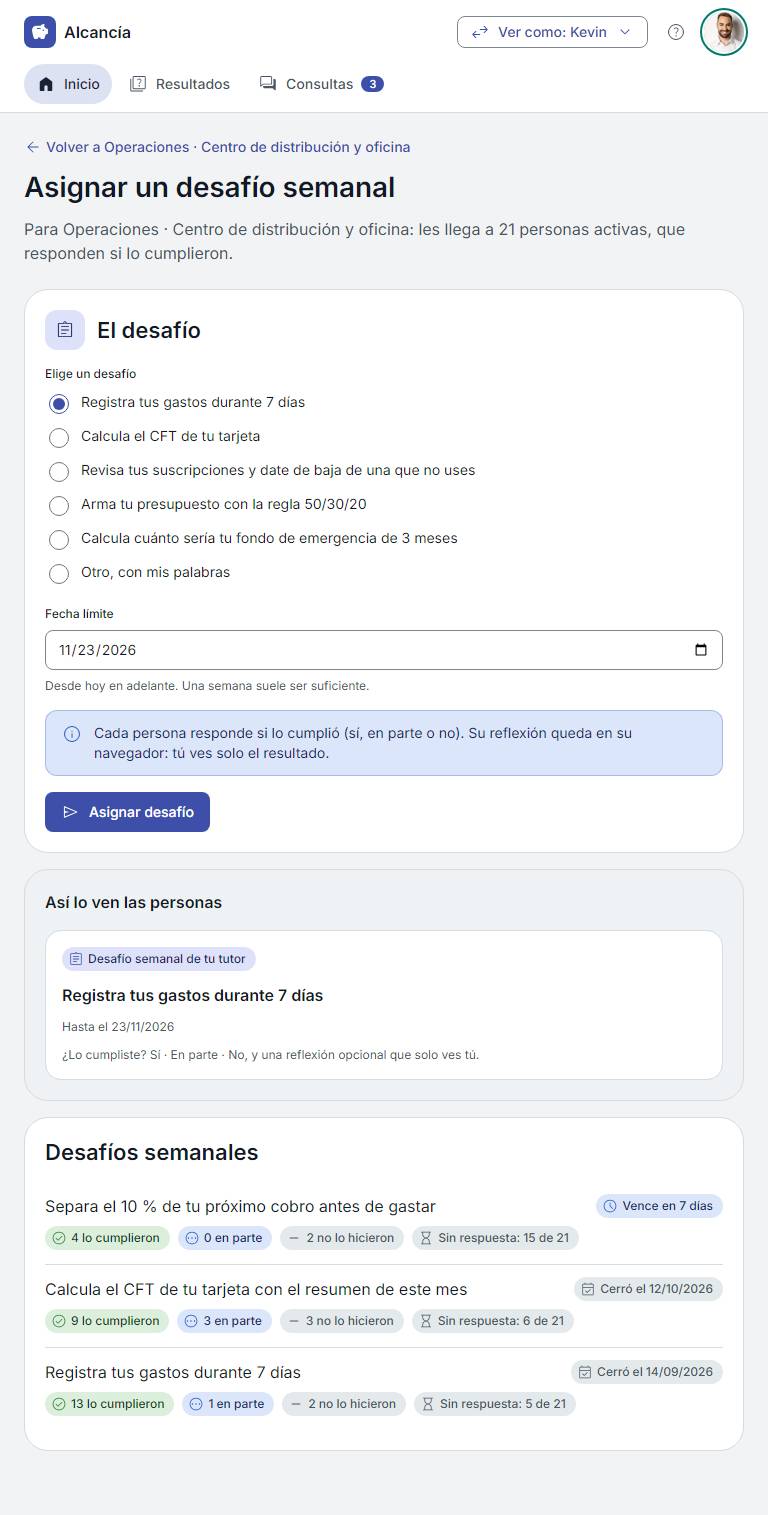 Alcancía
Ver como: Kevin
Inicio
Resultados
Consultas 3
Volver a Operaciones · Centro de distribución y oficina
Asignar un desafío semanal
Para Operaciones · Centro de distribución y oficina: les llega a 21 personas activas, que
responden si lo cumplieron.
El desafío
Elige un desafío
Registra tus gastos durante 7 días
Calcula el CFT de tu tarjeta
Revisa tus suscripciones y date de baja de una que no uses
Arma tu presupuesto con la regla 50/30/20
Calcula cuánto sería tu fondo de emergencia de 3 meses
Otro, con mis palabras
Fecha límite
11/23/2026
Desde hoy en adelante. Una semana suele ser suficiente.
Cada persona responde si lo cumplió (sí, en parte o no). Su reflexión queda en su
navegador: tú ves solo el resultado.
Asignar desafío
Así lo ven las personas
Desafío semanal de tu tutor
Registra tus gastos durante 7 días
Hasta el 23/11/2026
¿Lo cumpliste? Sí · En parte · No, y una reflexión opcional que solo ves tú.
Desafíos semanales
Separa el 10 % de tu próximo cobro antes de gastar
Vence en 7 días
4 lo cumplieron
0 en parte
2 no lo hicieron
Sin respuesta: 15 de 21
Calcula el CFT de tu tarjeta con el resumen de este mes
Cerró el 12/10/2026
9 lo cumplieron
3 en parte
3 no lo hicieron
Sin respuesta: 6 de 21
Registra tus gastos durante 7 días
Cerró el 14/09/2026
13 lo cumplieron
1 en parte
2 no lo hicieron
Sin respuesta: 5 de 21